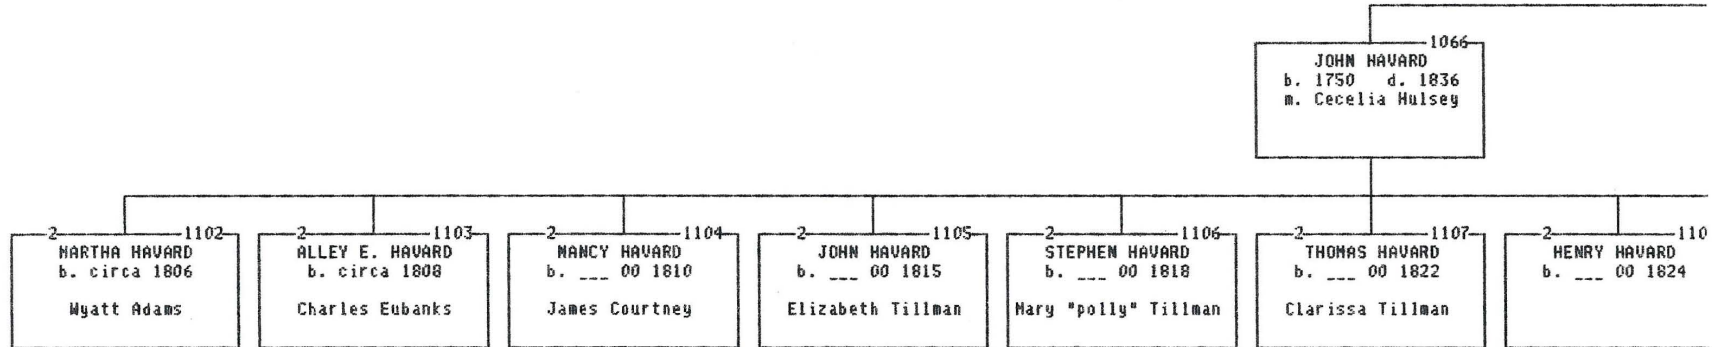 1066
JOHN HAVARD
b. 1750 d. 1836
m. Cecelia Hulsey
2 1102
MARTHA HAVARD
b. circa 1806
Wyatt Adams
2 1103
ALLEY E. HAVARD
b. circa 1808
Charles Eubanks
2 1104
NANCY HAVARD
b. ___ 00 1810
James Courtney
2 1105
JOHN HAVARD
b. ___ 00 1815
Elizabeth Tillman
2 1106
STEPHEN HAVARD
b. ___ 00 1818
Mary "polly" Tillman
2 1107
THOMAS HAVARD
b. ___ 00 1822
Clarissa Tillman
2 110
HENRY HAVARD
b. ___ 00 1824